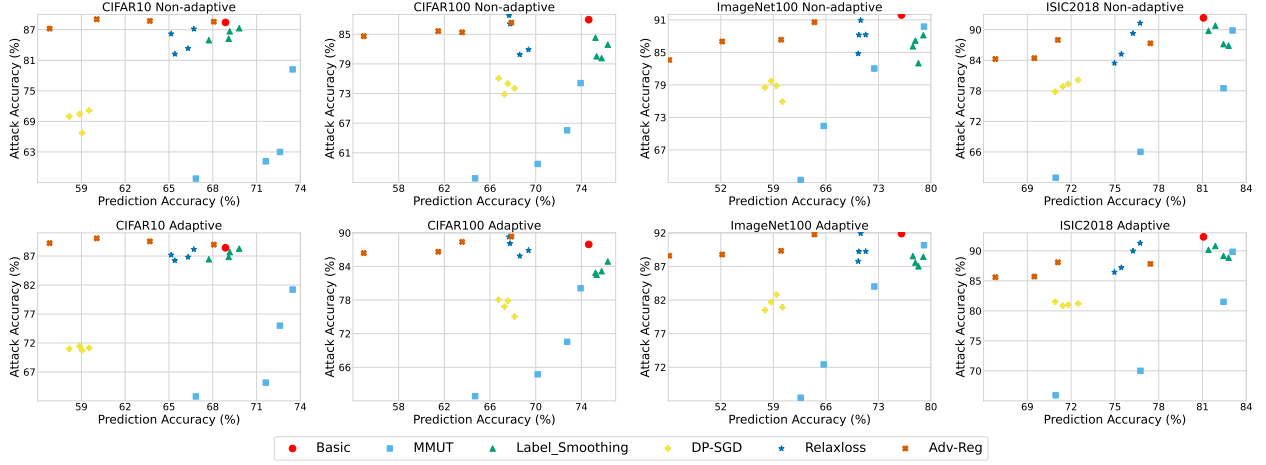 CIFAR10 Non-adaptive
CIFAR100 Non-adaptive
ImageNet100 Non-adaptive
ISIC2018 Non-adaptive
Attack Accuracy (%)
87
81
75
69
63
59
62
65
68
71
74
Prediction Accuracy (%)
Attack Accuracy (%)
85
79
73
67
61
58
62
66
70
74
Prediction Accuracy (%)
Attack Accuracy (%)
91
85
79
73
67
52
59
66
73
80
Prediction Accuracy (%)
Attack Accuracy (%)
90
84
78
72
66
69
72
75
78
81
84
Prediction Accuracy (%)
CIFAR10 Adaptive
CIFAR100 Adaptive
ImageNet100 Adaptive
ISIC2018 Adaptive
Attack Accuracy (%)
87
82
77
72
67
59
62
65
68
71
74
Prediction Accuracy (%)
Attack Accuracy (%)
90
84
78
72
66
58
62
66
70
74
Prediction Accuracy (%)
Attack Accuracy (%)
92
87
82
77
72
52
59
66
73
80
Prediction Accuracy (%)
Attack Accuracy (%)
90
85
80
75
70
69
72
75
78
81
84
Prediction Accuracy (%)
Basic
MMUT
Label_Smoothing
DP-SGD
Relaxloss
Adv-Reg